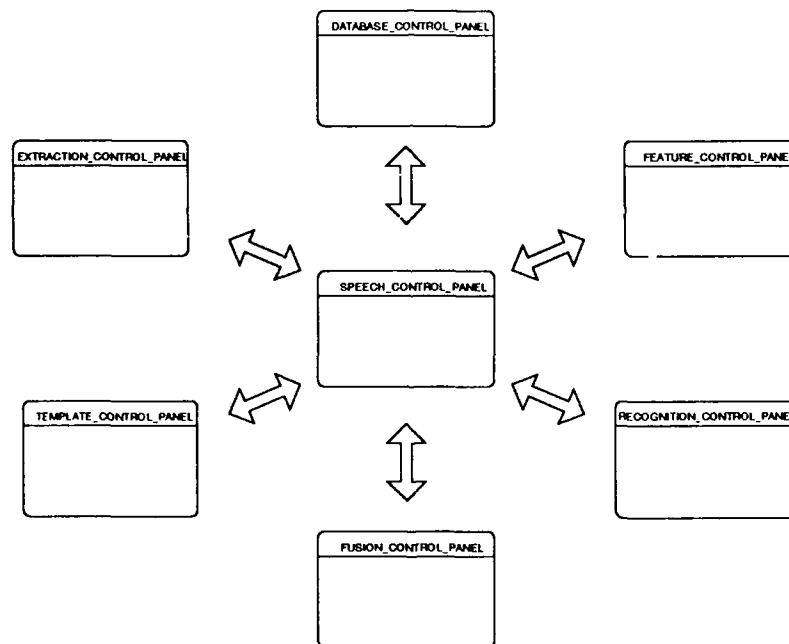 DATABASE_CONTROL_PANEL
EXTRACTION_CONTROL_PANEL
FEATURE_CONTROL_PANE
SPEECH_CONTROL_PANEL
TEMPLATE_CONTROL_PANEL
RECOGNITION_CONTROL_PANE
FUSION_CONTROL_PANEL